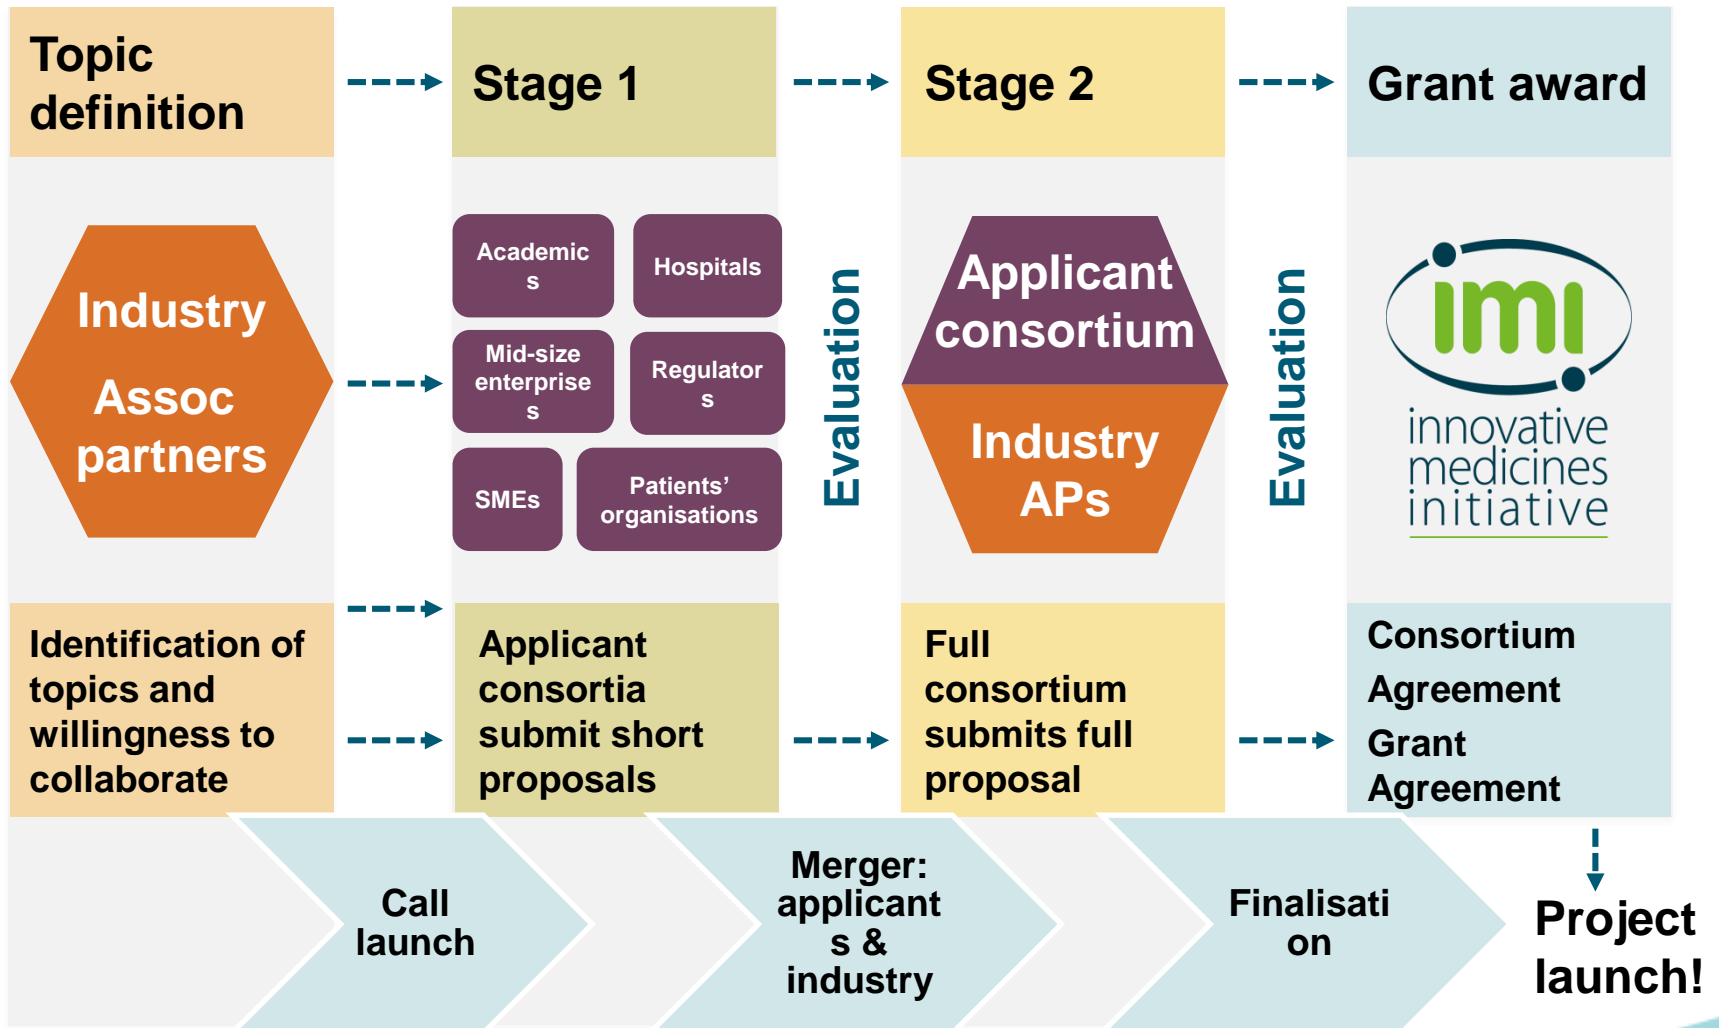 Topic
definition
Stage 1
Stage 2
Grant award
Industry
Assoc
partners
Academic
s
Hospitals
Mid-size
enterprise
s
Regulator
s
SMEs
Patients'
organisations
Evaluation
Applicant
consortium
Industry
APs
Evaluation
imi
innovative
medicines
initiative
Identification of
topics and
willingness to
collaborate
Applicant
consortia
submit short
proposals
Full
consortium
submits full
proposal
Consortium
Agreement
Grant
Agreement
Call
launch
Merger:
applicant
s &
industry
Finalisati
on
Project
launch!